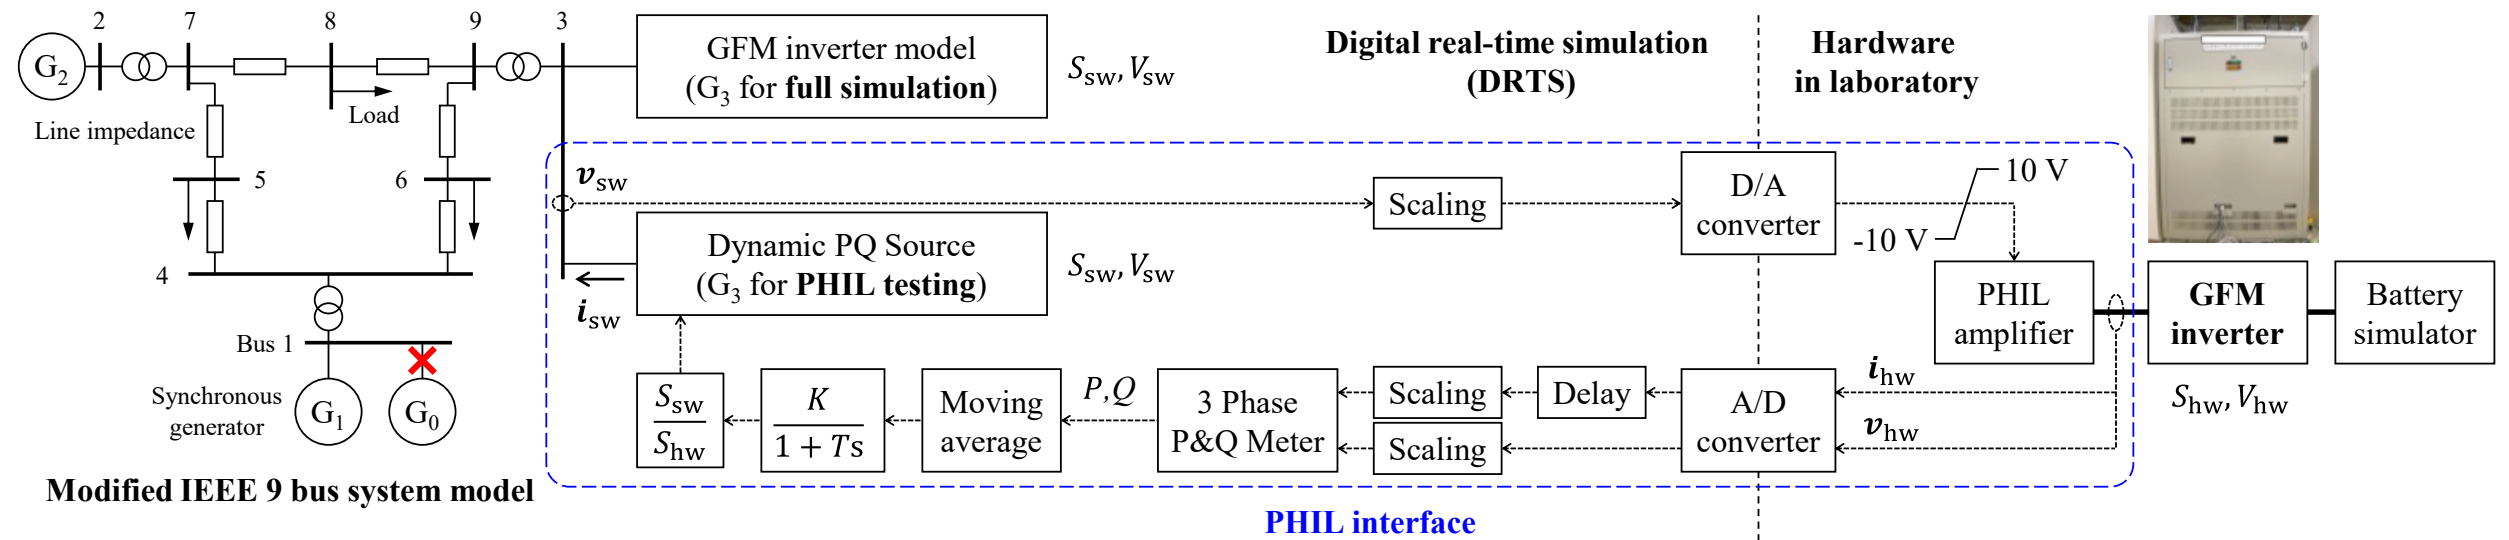 2
7
8
9
3
G2
Load
Line impedance
5
6
4
Bus 1
Synchronous
generator
G1
G0
Modified IEEE 9 bus system model
GFM inverter model
(G3 for full simulation)
Ssw, Vsw
Digital real-time simulation
(DRTS)
Hardware
in laboratory
vsw
Scaling
D/A
converter
10 V
-10 V
Dynamic PQ Source
(G3 for PHIL testing)
Ssw, Vsw
isw
PHIL
amplifier
GFM
inverter
Battery
simulator
Shw, Vhw
Ssw
Shw
K
1 + Ts
Moving
average
P,Q
3 Phase
P&Q Meter
Scaling
Delay
Scaling
A/D
converter
ihw
vhw
PHIL interface